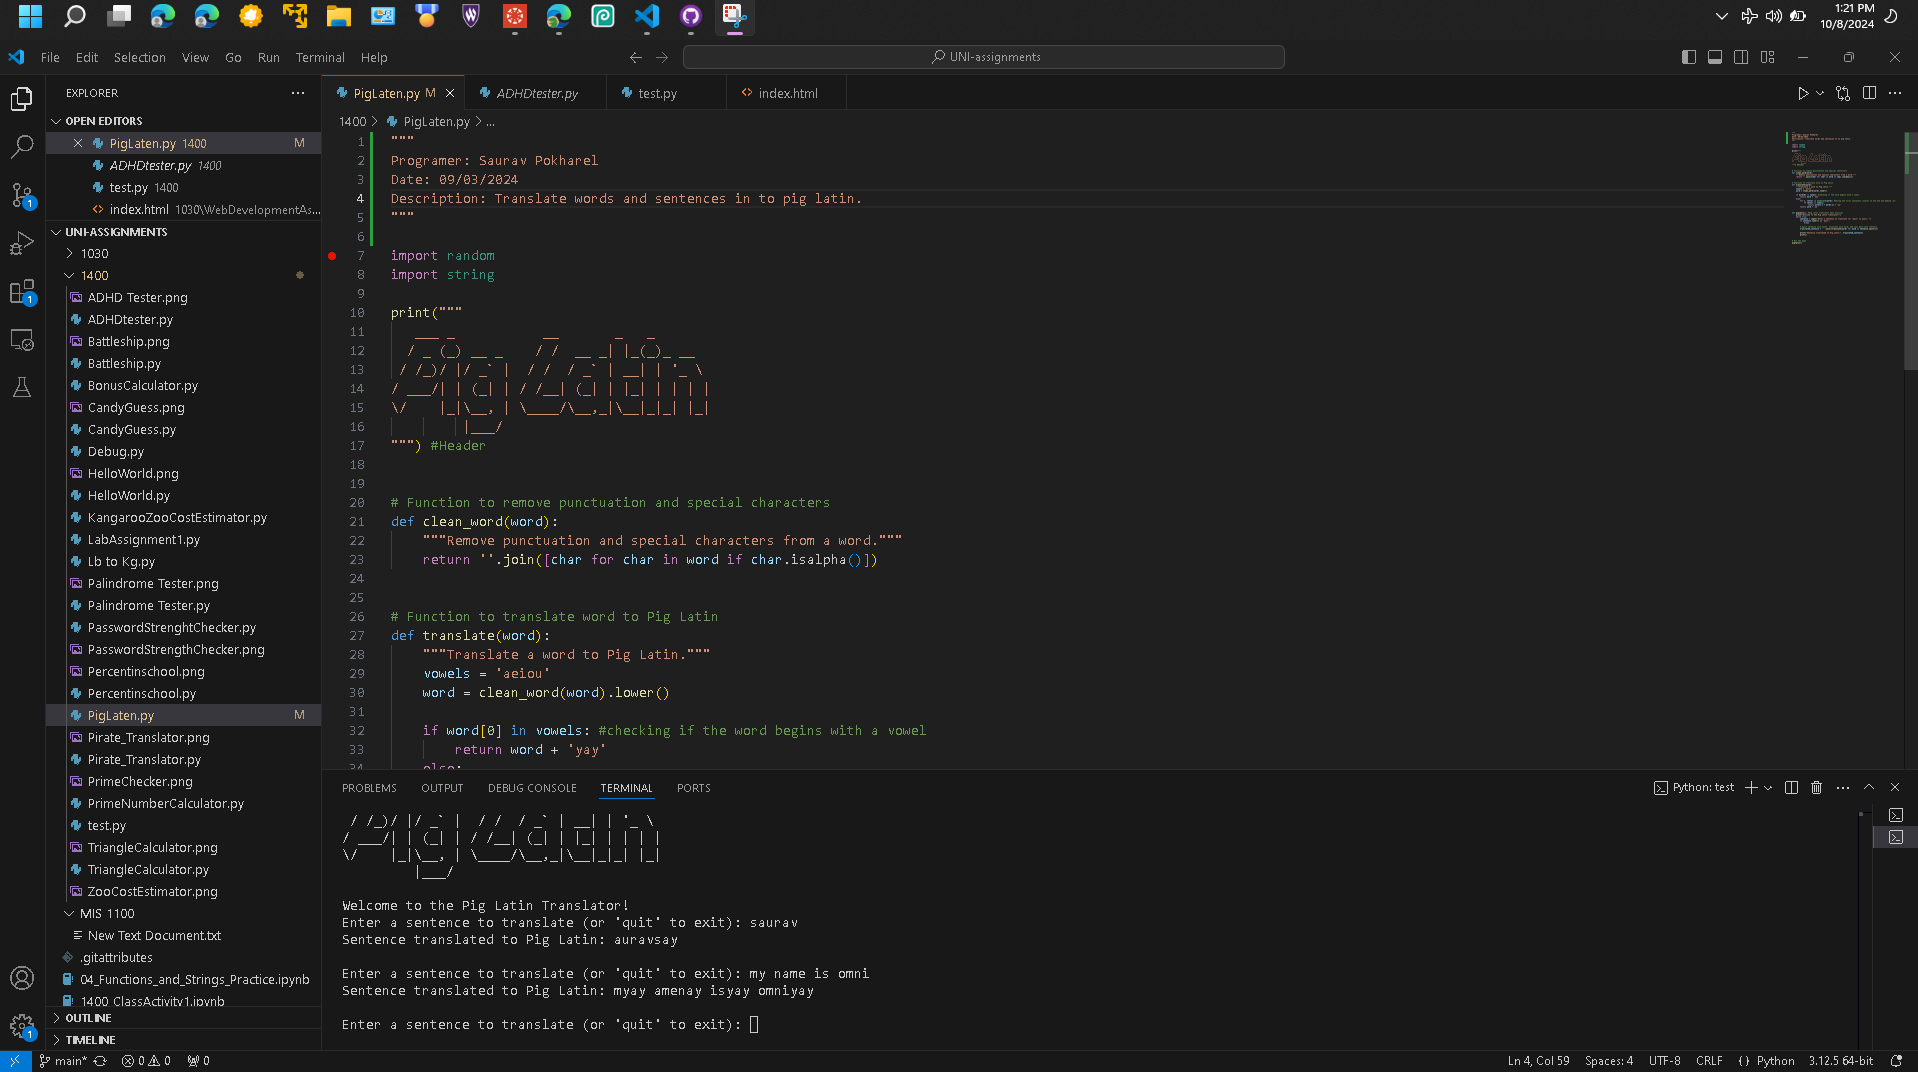 1:21 PM
10/8/2024
File Edit Selection View Go Run Terminal Help
UNI-assignments
EXPLORER
OPEN EDITORS
PigLaten.py 1400 M
ADHDtester.py 1400
test.py 1400
index.html 1030\WebDevelopmentAs...
UNI-ASSIGNMENTS
1030
1400
ADHD Tester.png
ADHDtester.py
Battleship.png
Battleship.py
BonusCalculator.py
CandyGuess.png
CandyGuess.py
Debug.py
HelloWorld.png
HelloWorld.py
KangarooZooCostEstimator.py
LabAssignment1.py
Lb to Kg.py
Palindrome Tester.png
Palindrome Tester.py
PasswordStrenghtChecker.py
PasswordStrengthChecker.png
Percentinschool.png
Percentinschool.py
PigLaten.py M
Pirate_Translator.png
Pirate_Translator.py
PrimeChecker.png
PrimeNumberCalculator.py
test.py
TriangleCalculator.png
TriangleCalculator.py
ZooCostEstimator.png
MIS 1100
New Text Document.txt
.gitattributes
04_Functions_and_Strings_Practice.ipynb
1400 ClassActivity1.ipynb
OUTLINE
TIMELINE
PigLaten.py M ADHDtester.py test.py index.html
1400 > PigLaten.py > ...
1 """
2 Programer: Saurav Pokharel
3 Date: 09/03/2024
4 Description: Translate words and sentences in to pig latin.
5 """
6
7 import random
8 import string
9
10 print("""
11
12
13
14
15
16
Pig Latin
17 """) #Header
18
19
20 # Function to remove punctuation and special characters
21 def clean_word(word):
22 """Remove punctuation and special characters from a word."""
23 return ''.join([char for char in word if char.isalpha()])
24
25
26 # Function to translate word to Pig Latin
27 def translate(word):
28 """Translate a word to Pig Latin."""
29 vowels = 'aeiou'
30 word = clean_word(word).lower()
31
32 if word[0] in vowels: #checking if the word begins with a vowel
33 return word + 'yay'
34 else:
PROBLEMS OUTPUT DEBUG CONSOLE TERMINAL PORTS
Python: test
Pig Latin
Welcome to the Pig Latin Translator!
Enter a sentence to translate (or 'quit' to exit): saurav
Sentence translated to Pig Latin: auravsay
Enter a sentence to translate (or 'quit' to exit): my name is omni
Sentence translated to Pig Latin: myay amenay isyay omniyay
Enter a sentence to translate (or 'quit' to exit):
main* 0 0 0
Ln 4, Col 59 Spaces: 4 UTF-8 CRLF {} Python 3.12.5 64-bit